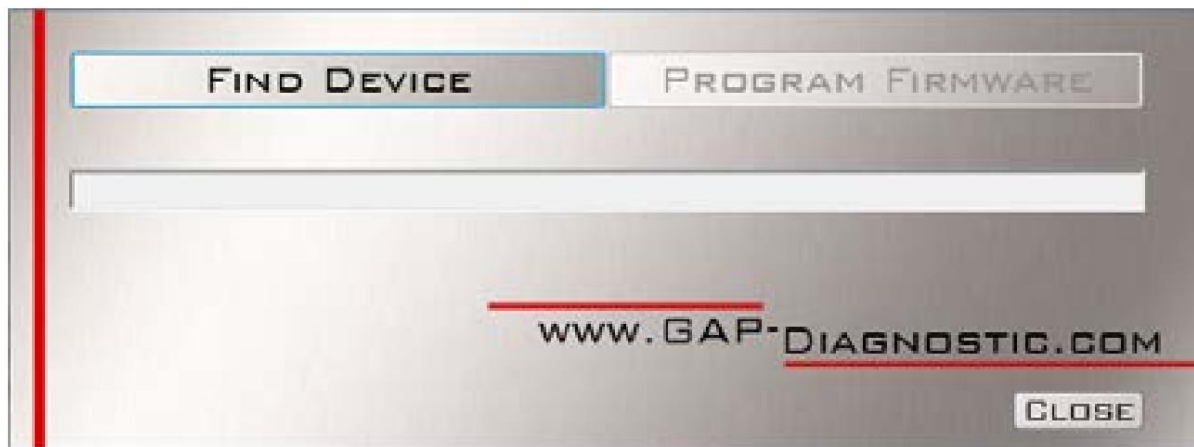 FIND DEVICE
PROGRAM FIRMWARE
WWW.GAP-DIAGNOSTIC.COM
CLOSE